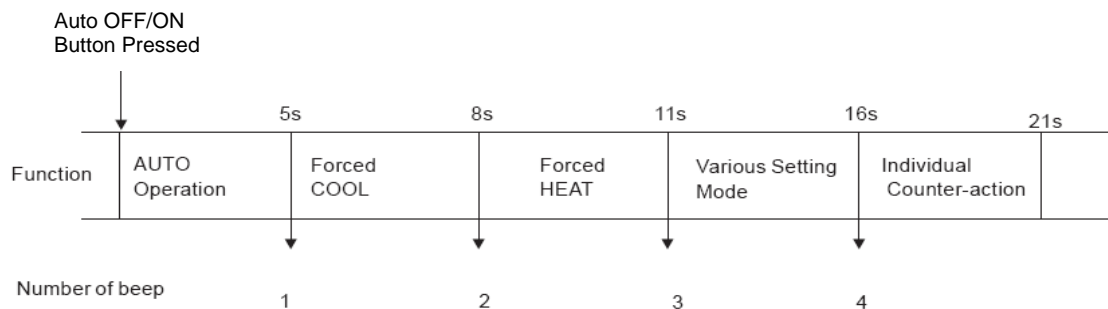 Auto OFF/ON
Button Pressed
5s 8s 11s 16s 21s
Function AUTO Operation Forced COOL Forced HEAT Various Setting Mode Individual Counter-action
Number of beep 1 2 3 4